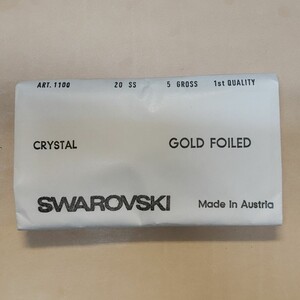 ART. 1100 20 SS 5 GROSS 1st QUALITY
CRYSTAL GOLD FOILED
SWAROVSKI Made In Austria